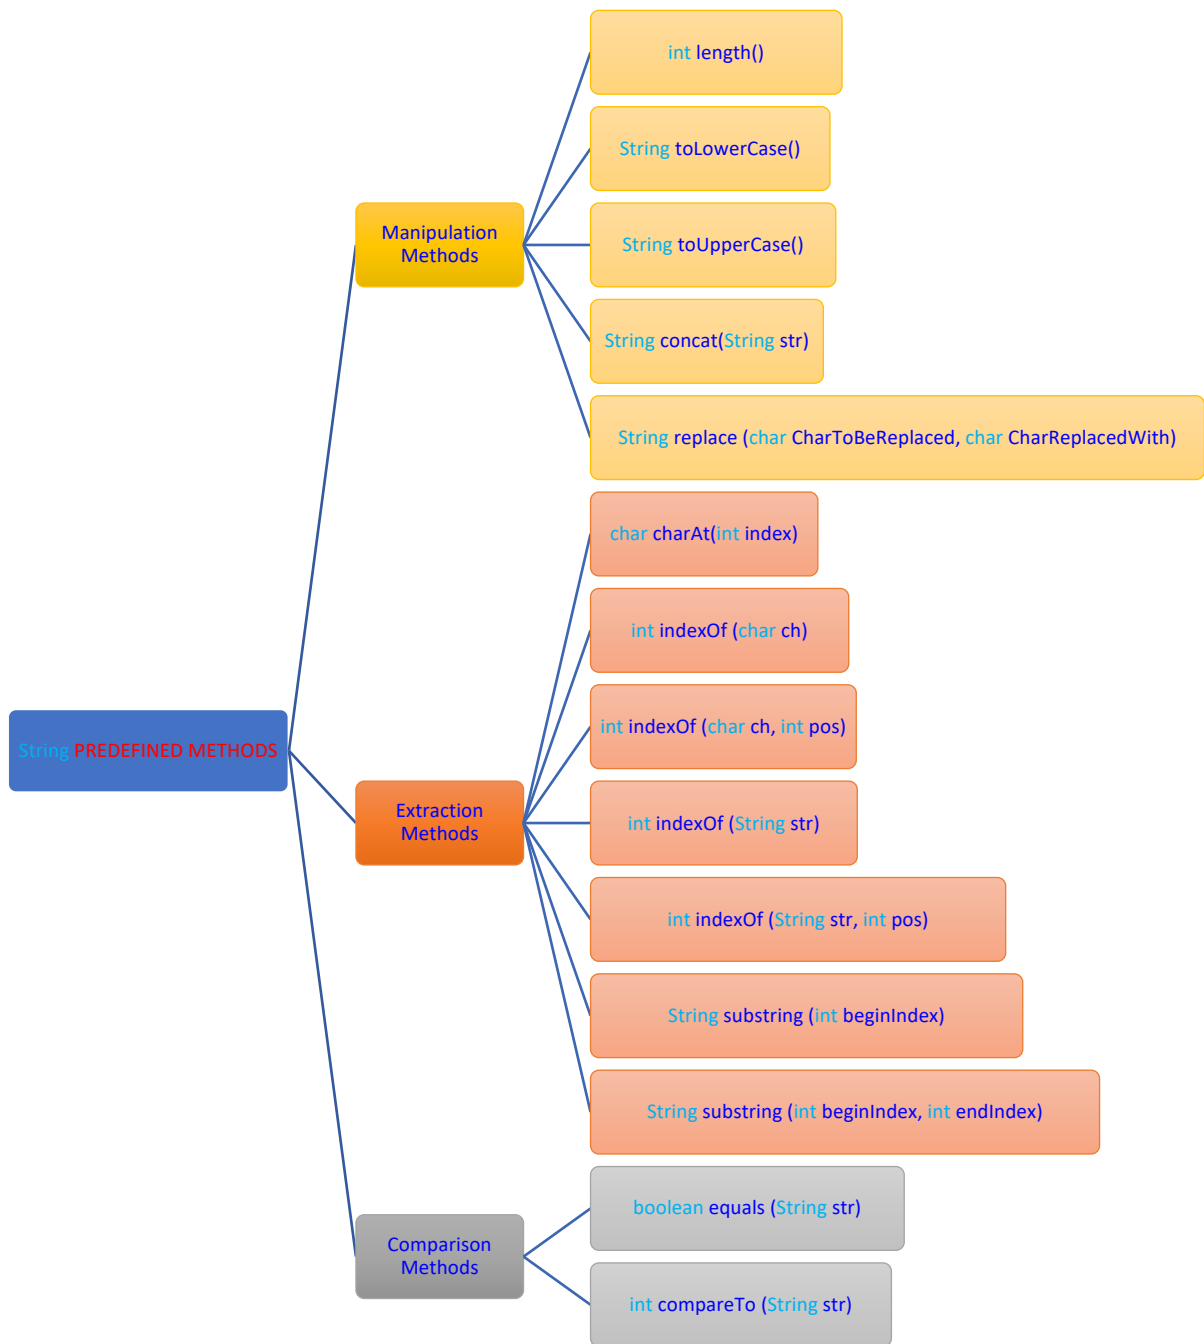 int length()
String toLowerCase()
Manipulation
Methods
String toUpperCase()
String concat(String str)
String replace (char CharToBeReplaced, char CharReplacedWith)
char charAt(int index)
int indexOf (char ch)
int indexOf (char ch, int pos)
String PREDEFINED METHODS
Extraction
Methods
int indexOf (String str)
int indexOf (String str, int pos)
String substring (int beginIndex)
String substring (int beginIndex, int endIndex)
boolean equals (String str)
Comparison
Methods
int compareTo (String str)